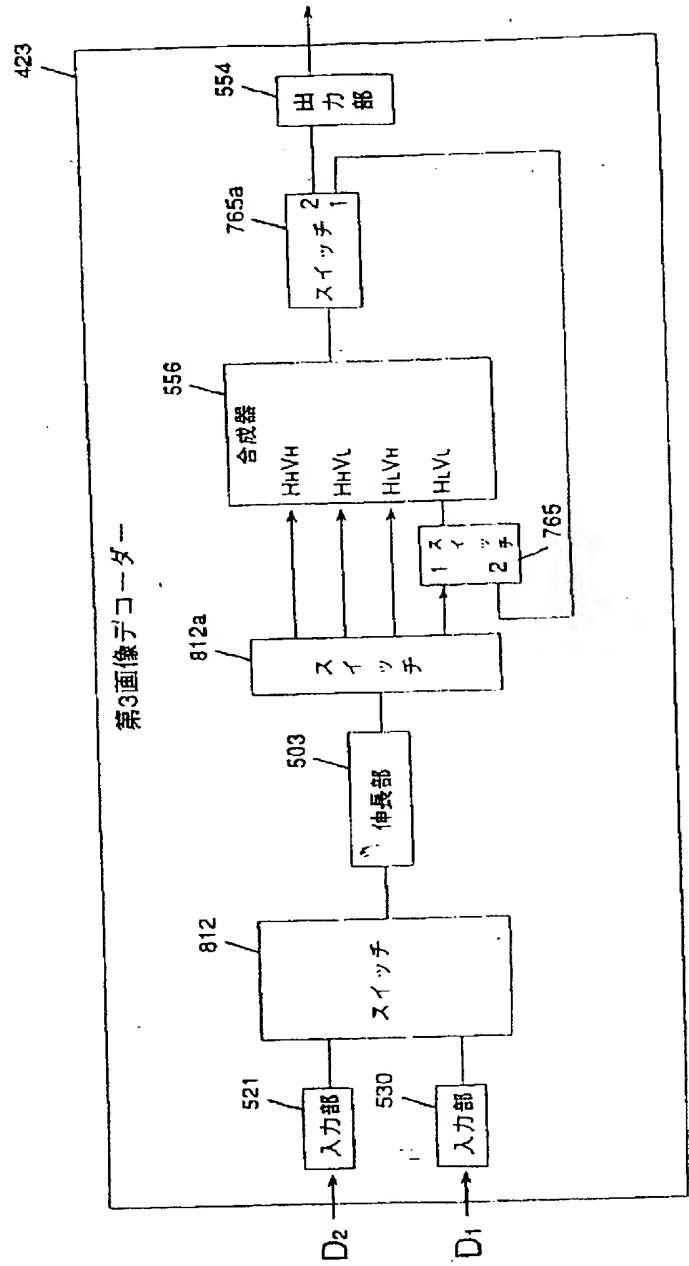 423
第3画像デコーダー
D2
D1
521
入力部
530
入力部
812
スイッチ
503
伸長部
812a
スイッチ
1 スイッチ 2
765
556
合成器
HHVH
HHVL
HLVH
HLVL
765a
スイッチ
2
1
554
出力部